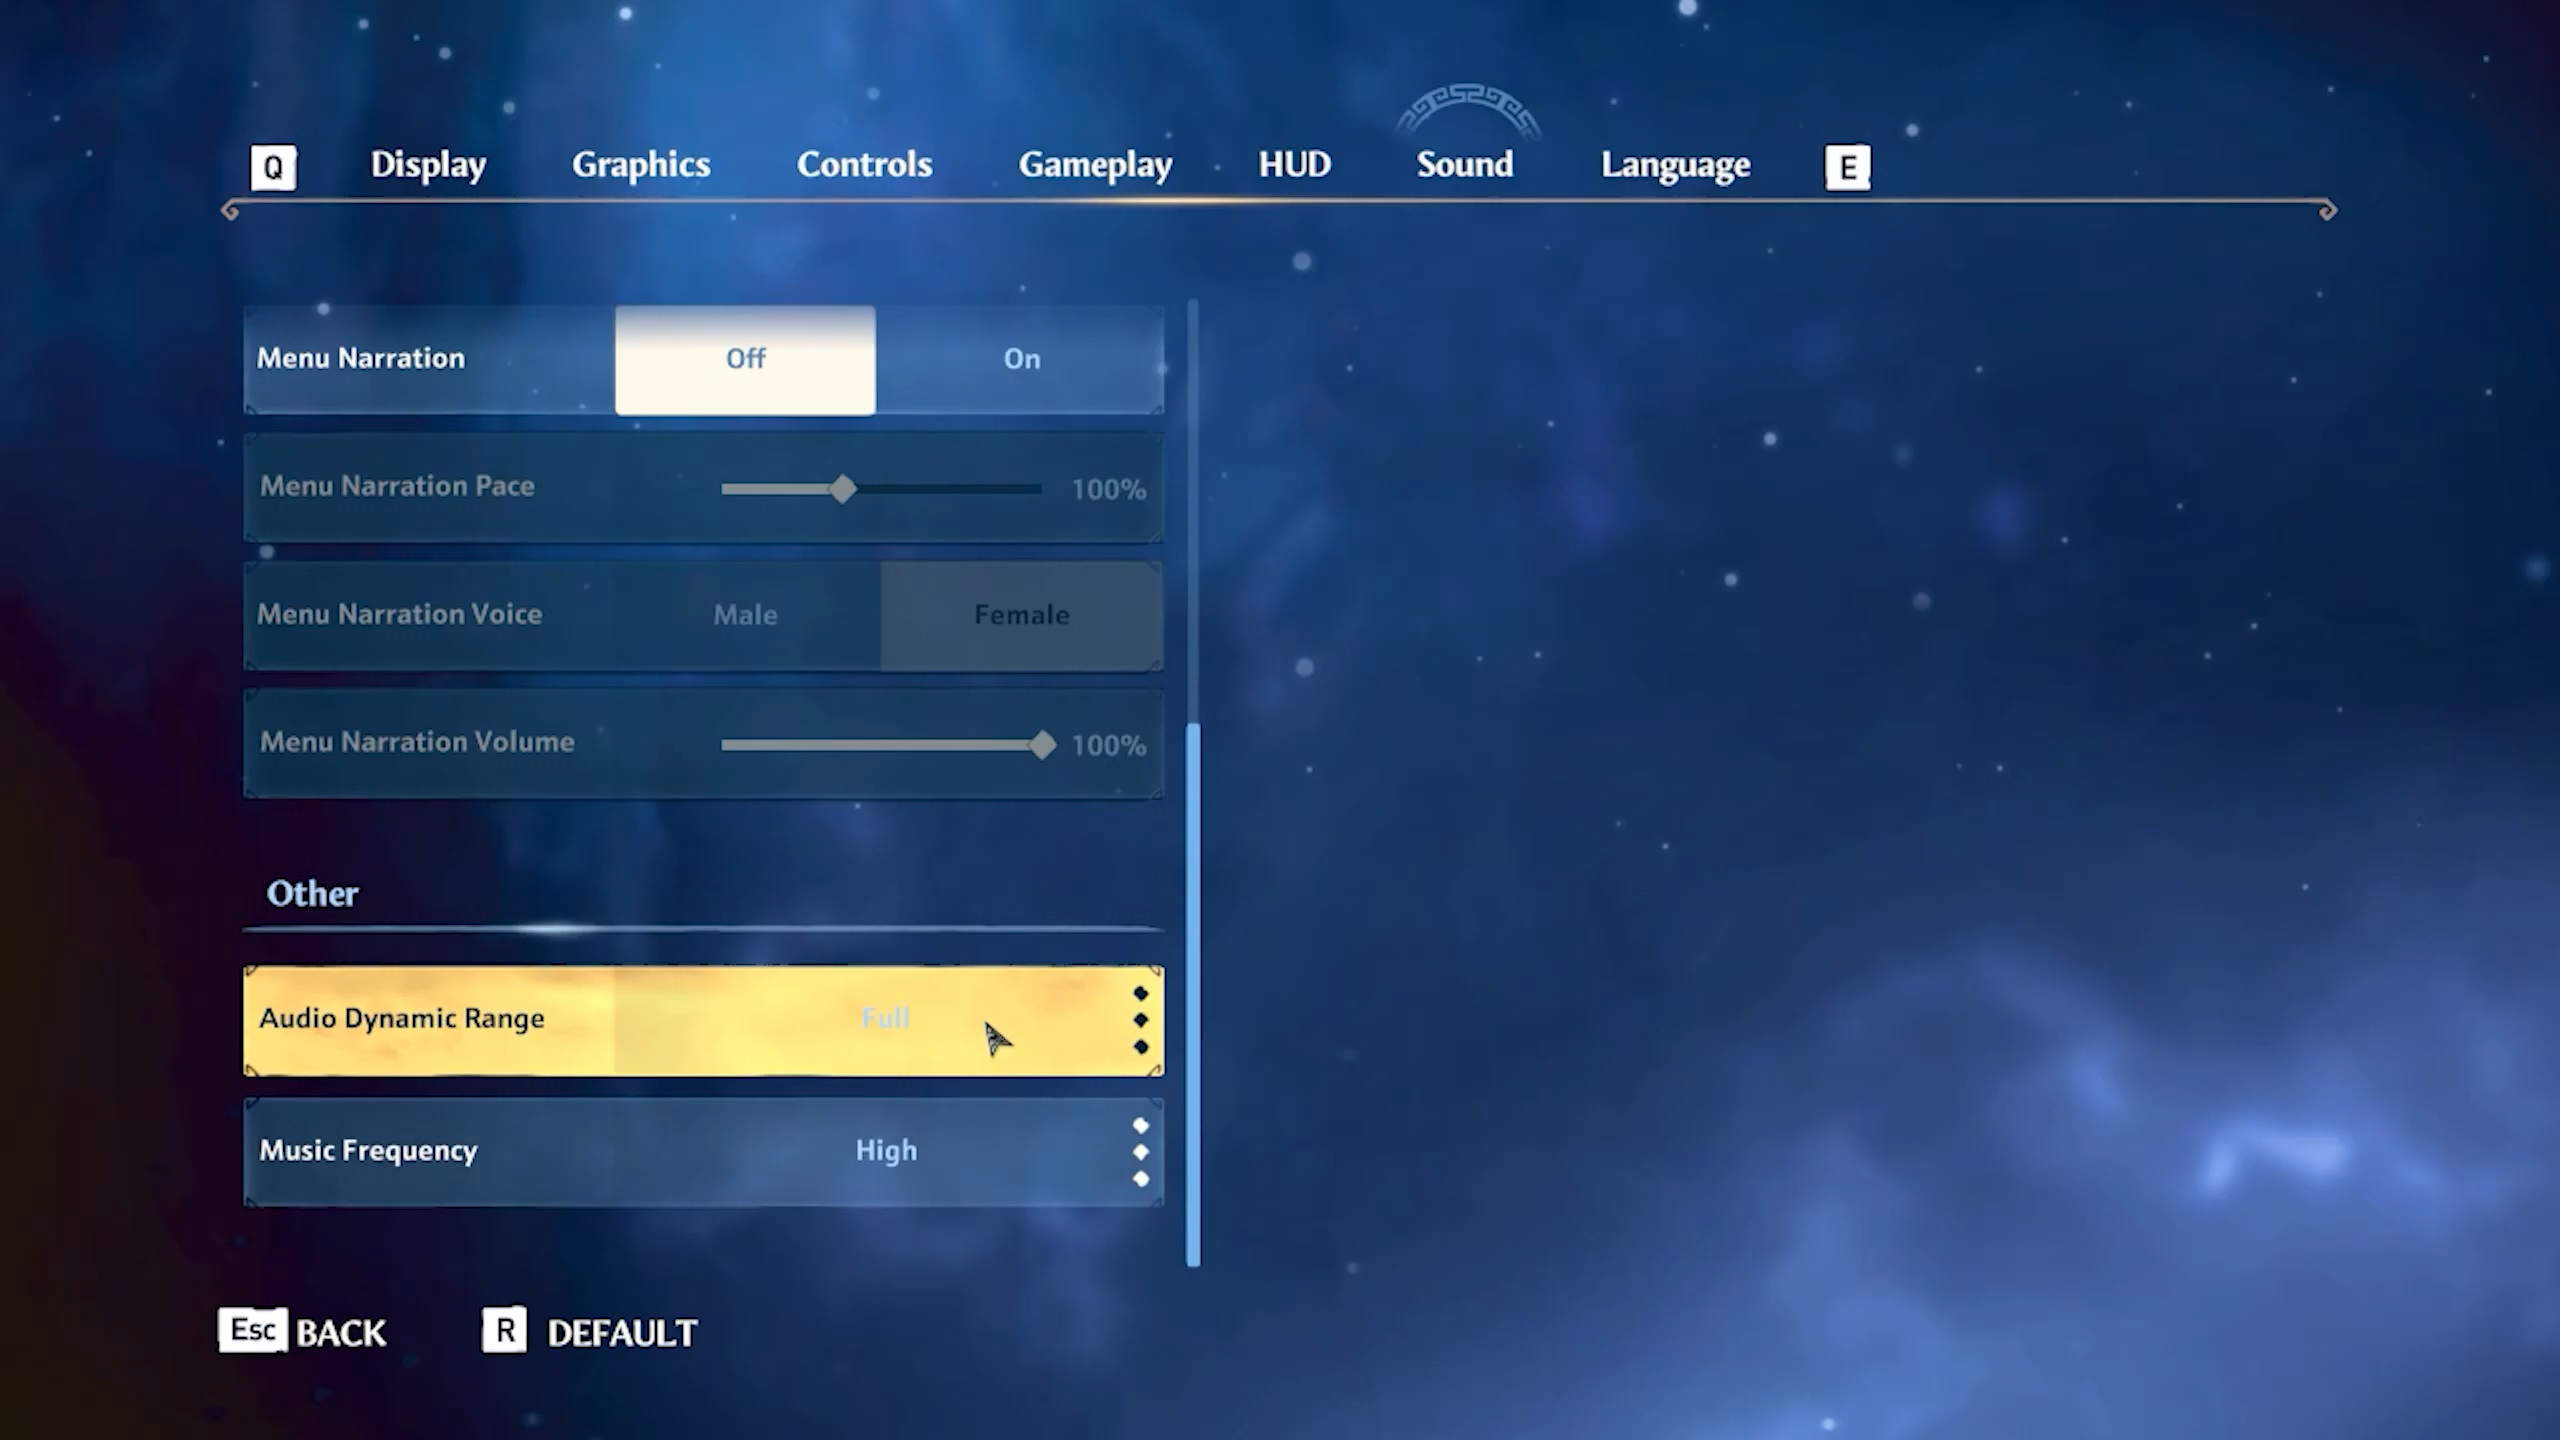 Q Display Graphics Controls Gameplay HUD Sound Language E
Menu Narration Off On
Menu Narration Pace 100%
Menu Narration Voice Male Female
Menu Narration Volume 100%
Other
Audio Dynamic Range Full
Music Frequency High
Esc BACK R DEFAULT